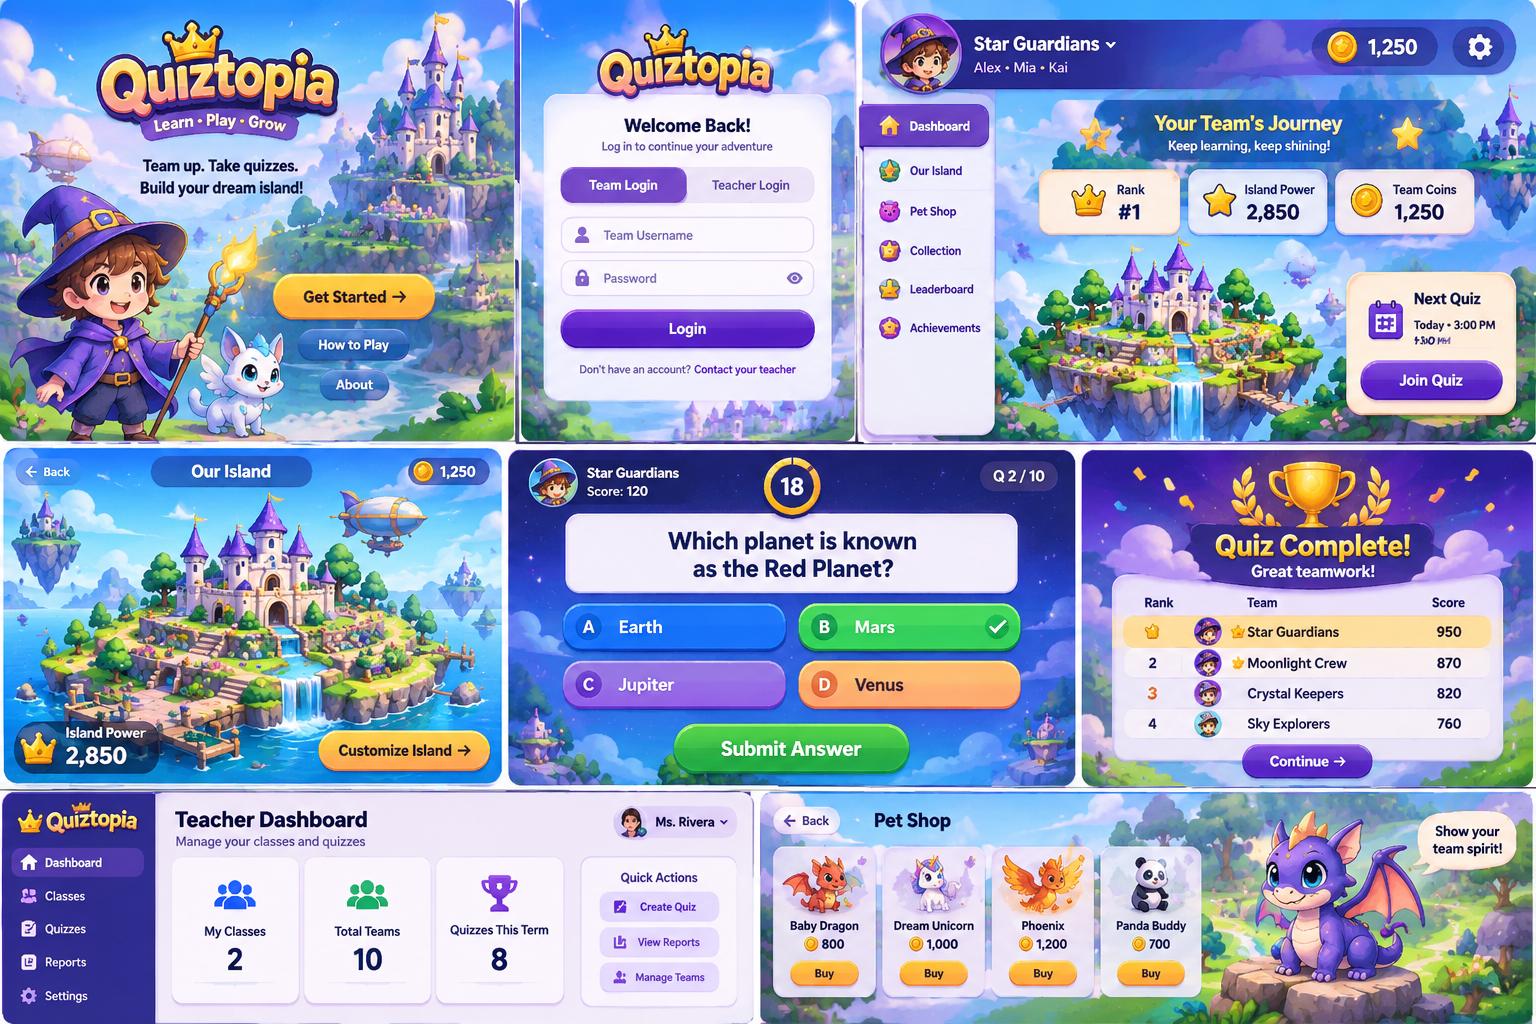 Quiztopia
Learn • Play • Grow
Team up. Take quizzes.
Build your dream island!
Get Started →
How to Play
About
Quiztopia
Welcome Back!
Log in to continue your adventure
Team Login
Teacher Login
Team Username
Password
Login
Don't have an account? Contact your teacher
Star Guardians
Alex • Mia • Kai
1,250
Dashboard
Our Island
Pet Shop
Collection
Leaderboard
Achievements
Your Team's Journey
Keep learning, keep shining!
Rank
#1
Island Power
2,850
Team Coins
1,250
Next Quiz
Today • 3:00 PM
Join Quiz
← Back
Our Island
1,250
Island Power
2,850
Customize Island →
Star Guardians
Score: 120
18
Q 2 / 10
Which planet is known
as the Red Planet?
A Earth
B Mars
C Jupiter
D Venus
Submit Answer
Quiz Complete!
Great teamwork!
Rank Team Score
Star Guardians 950
2 Moonlight Crew 870
3 Crystal Keepers 820
4 Sky Explorers 760
Continue →
Quiztopia
Dashboard
Classes
Quizzes
Reports
Settings
Teacher Dashboard
Manage your classes and quizzes
Ms. Rivera
My Classes
2
Total Teams
10
Quizzes This Term
8
Quick Actions
Create Quiz
View Reports
Manage Teams
← Back
Pet Shop
Baby Dragon
800
Buy
Dream Unicorn
1,000
Buy
Phoenix
1,200
Buy
Panda Buddy
700
Buy
Show your
team spirit!